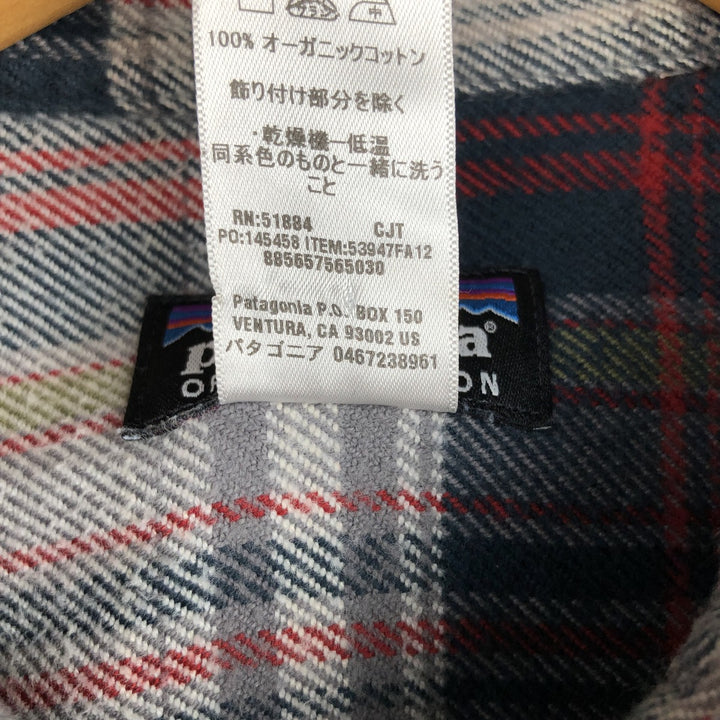 100% オーガニックコットン
飾り付け部分を除く
・乾燥機一低温
同系色のものと一緒に洗う
こと
RN:51884 CJT
PO:145458 ITEM:53947FA12
885657565030
Patagonia P.O. BOX 150
VENTURA, CA 93002 US
パタゴニア 0467238961